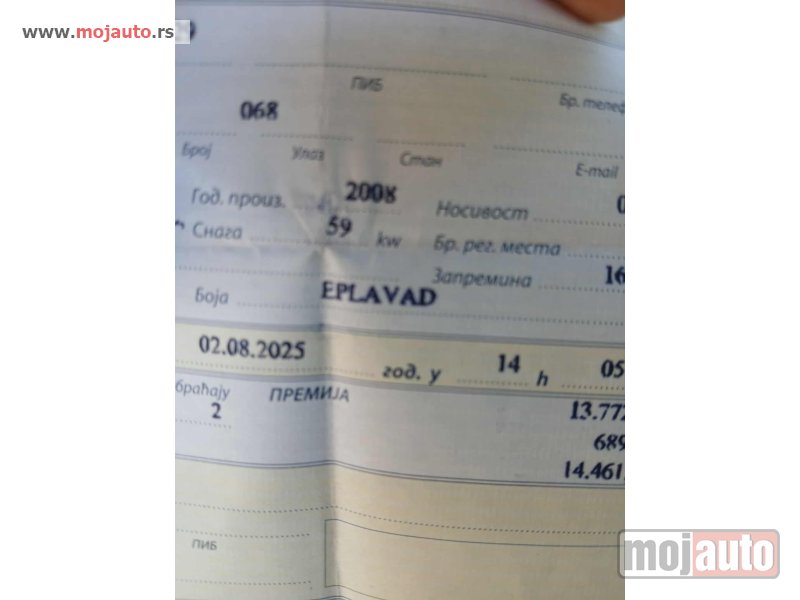 www.mojauto.rs
ПИБ
Бр. телеф
068
Број Улаз Стан E-mail
Год. произ. 2008 Носивост
Снага 59 kw Бр. рег. места
Запремина 16
Боја EPLAVAD
02.08.2025 год. у 14 h 05
браћају ПРЕМИЈА
2 13.772
689
14.461
ПИБ
mojauto